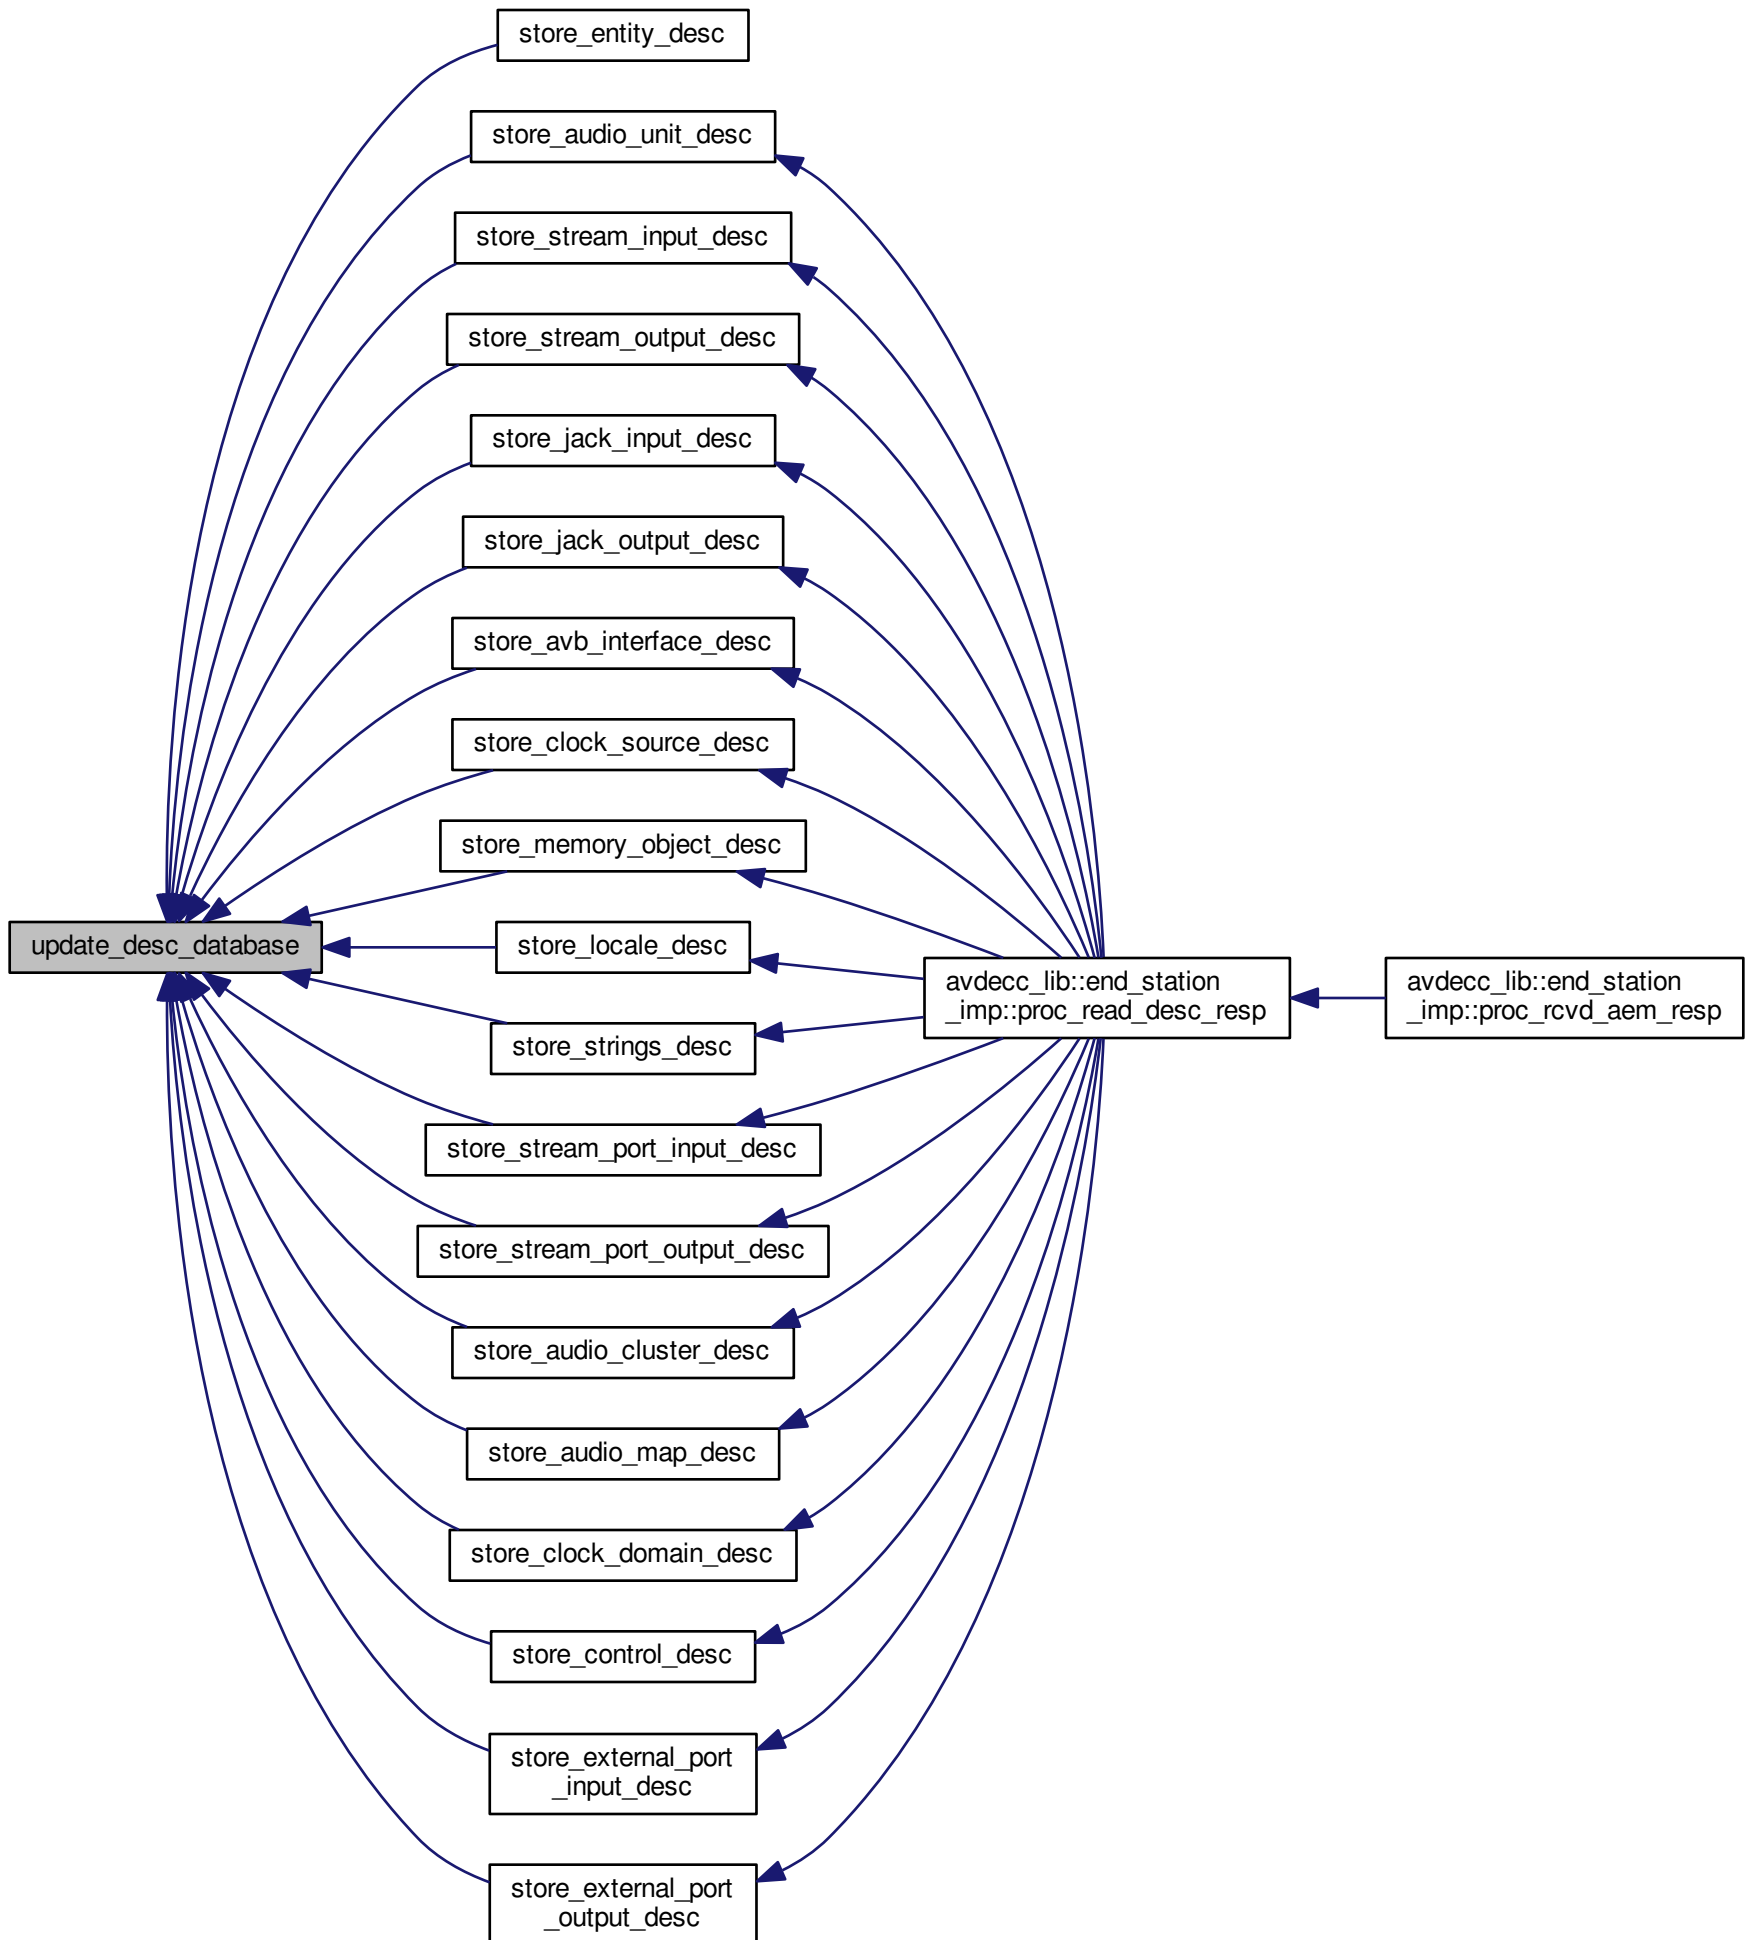 store_entity_desc
store_audio_unit_desc
store_stream_input_desc
store_stream_output_desc
store_jack_input_desc
store_jack_output_desc
store_avb_interface_desc
store_clock_source_desc
store_memory_object_desc
update_desc_database
store_locale_desc
avdecc_lib::end_station
_imp::proc_read_desc_resp
avdecc_lib::end_station
_imp::proc_rcvd_aem_resp
store_strings_desc
store_stream_port_input_desc
store_stream_port_output_desc
store_audio_cluster_desc
store_audio_map_desc
store_clock_domain_desc
store_control_desc
store_external_port
_input_desc
store_external_port
_output_desc